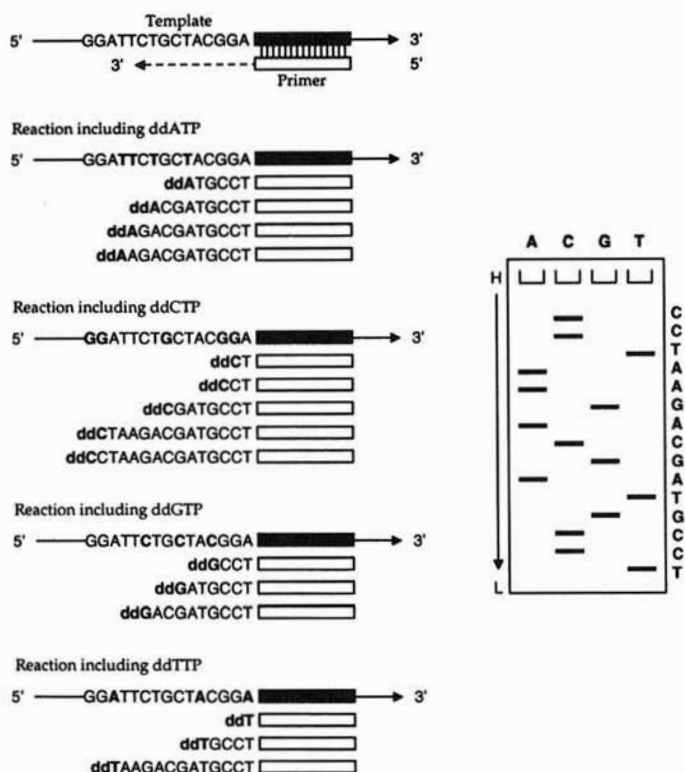 Template
5' GGATTCTGCTACGGA 3'
3' 5'
Primer
Reaction including ddATP
5' GGATTCTGCTACGGA 3'
ddATGCCT
ddACGATGCCT
ddAGACGATGCCT
ddAAGACGATGCCT
Reaction including ddCTP
5' GGATTCTGCTACGGA 3'
ddCT
ddCCT
ddCGATGCCT
ddCTAAGACGATGCCT
ddCCTAAGACGATGCCT
Reaction including ddGTP
5' GGATTCTGCTACGGA 3'
ddGCCT
ddGATGCCT
ddGACGATGCCT
Reaction including ddTTP
5' GGATTCTGCTACGGA 3'
ddT
ddTGCCT
ddTAAGACGATGCCT
A C G T
H
C
C
T
A
A
G
A
C
G
A
T
G
C
C
T
L